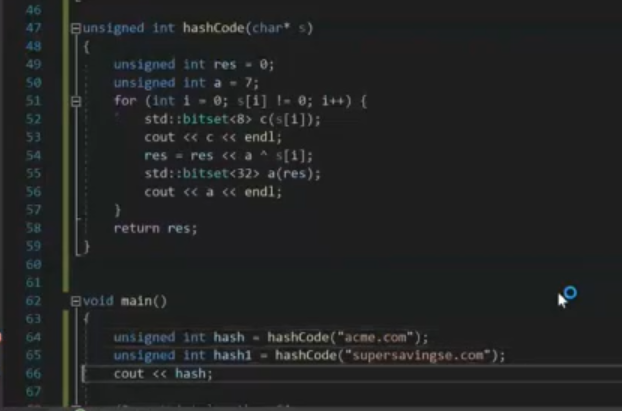 46
47 unsigned int hashCode(char* s)
48 {
49 unsigned int res = 0;
50 unsigned int a = 7;
51 for (int i = 0; s[i] != 0; i++) {
52 std::bitset<8> c(s[i]);
53 cout << c << endl;
54 res = res << a ^ s[i];
55 std::bitset<32> a(res);
56 cout << a << endl;
57 }
58 return res;
59 }
60
61
62 void main()
63 {
64 unsigned int hash = hashCode("acme.com");
65 unsigned int hash1 = hashCode("supersavingse.com");
66 cout << hash;
67